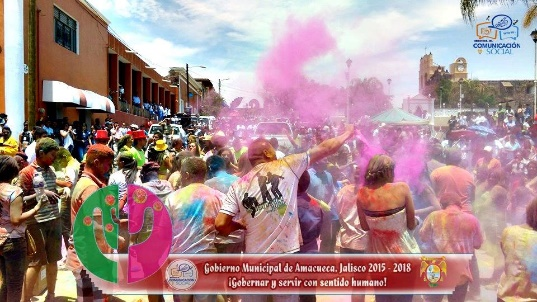 COMUNICACIÓN
SOCIAL
Gobierno Municipal de Amacueca, Jalisco 2015 - 2018
¡Gobernar y servir con sentido humano!